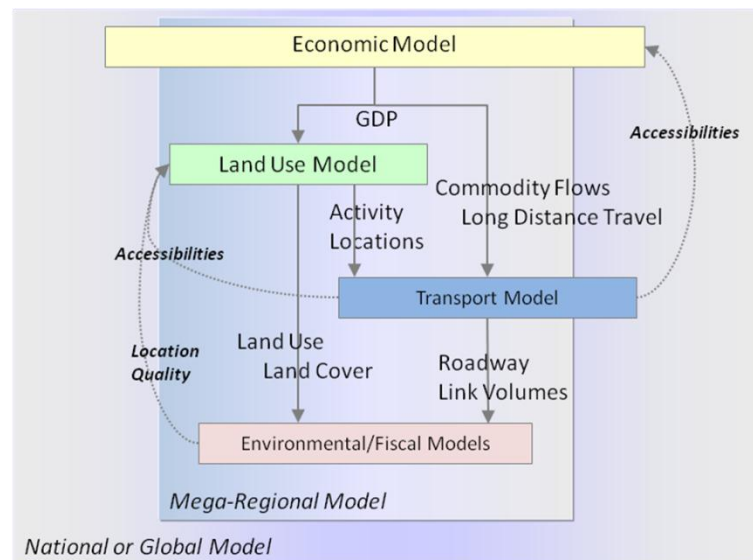 Economic Model
GDP
Accessibilities
Land Use Model
Commodity Flows
Long Distance Travel
Activity
Locations
Accessibilities
Transport Model
Land Use
Land Cover
Location
Quality
Roadway
Link Volumes
Environmental/Fiscal Models
Mega-Regional Model
National or Global Model